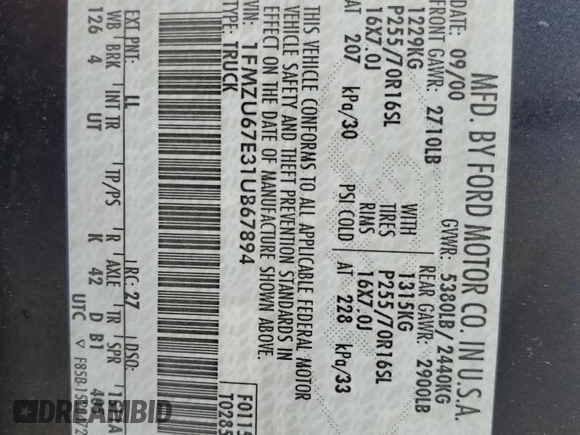 MFD. BY FORD MOTOR CO. IN U.S.A.
DATE: 09/00 GVWR: 5380LB/2440KG
FRONT GAWR: 2710LB REAR GAWR: 2900LB
1229KG WITH 1315KG
P255/70R16SL TIRES P255/70R16SL
16X7.0J RIMS 16X7.0J
AT 207 kPa/30 PSI COLD AT 228 kPa/33
THIS VEHICLE CONFORMS TO ALL APPLICABLE FEDERAL MOTOR
VEHICLE SAFETY AND THEFT PREVENTION STANDARDS IN
EFFECT ON THE DATE OF MANUFACTURE SHOWN ABOVE.
1FMZU67E31UB67894
TYPE: TRUCK
F0115
T0285
EXT PNT: LL RC: 27 DSO:
WB BRK INT TR TP/PS R AXLE TR SPR
126 4 UT K 42 D B1
UTC
DREAMBID